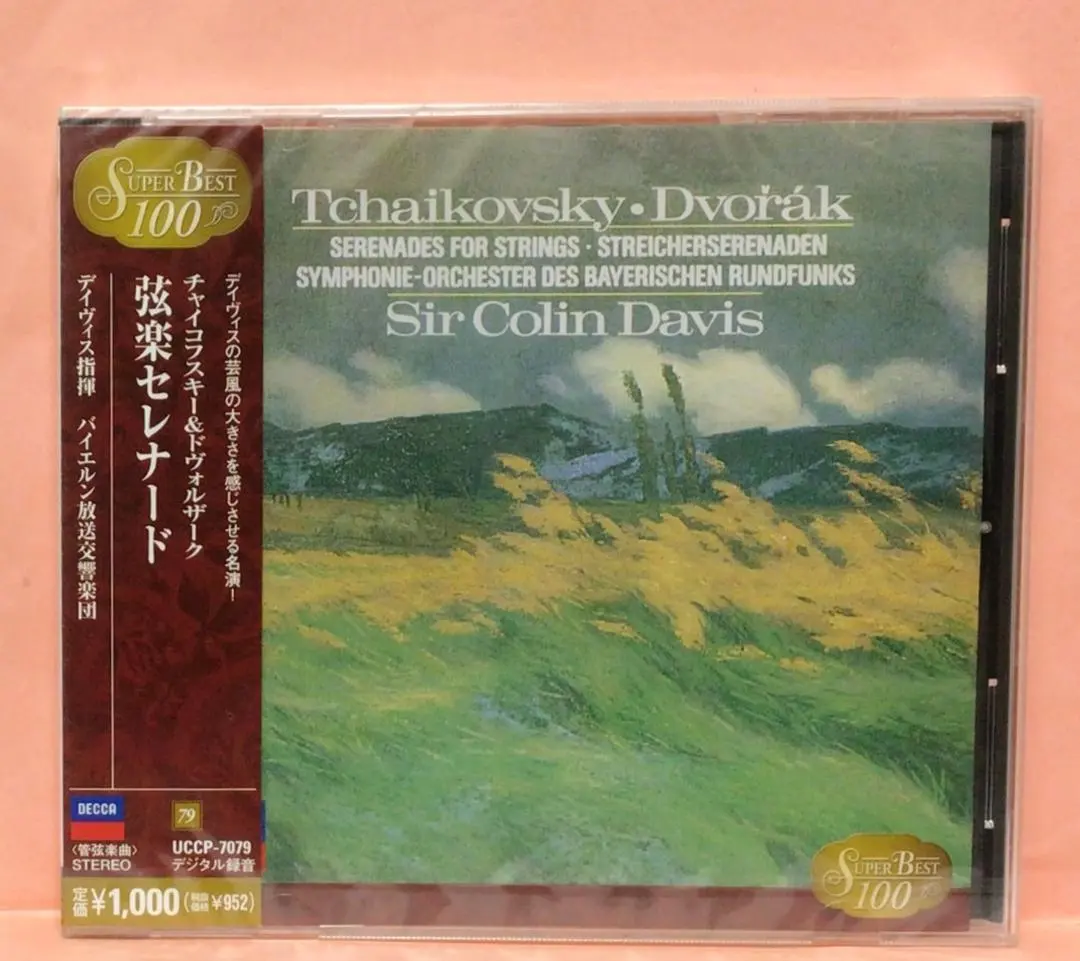 SUPER BEST
100
デイヴィスの芸風の大きさを感じさせる名演!
チャイコフスキー&ドヴォルザーク
弦楽セレナード
デイヴィス指揮 バイエルン放送交響楽団
DECCA
79
〈管弦楽曲〉
UCCP-7079
STEREO
デジタル録音
定価¥1,000(税抜価格¥952)
Tchaikovsky・Dvořák
SERENADES FOR STRINGS・STREICHERSERENADEN
SYMPHONIE-ORCHESTER DES BAYERISCHEN RUNDFUNKS
Sir Colin Davis
SUPER BEST
100